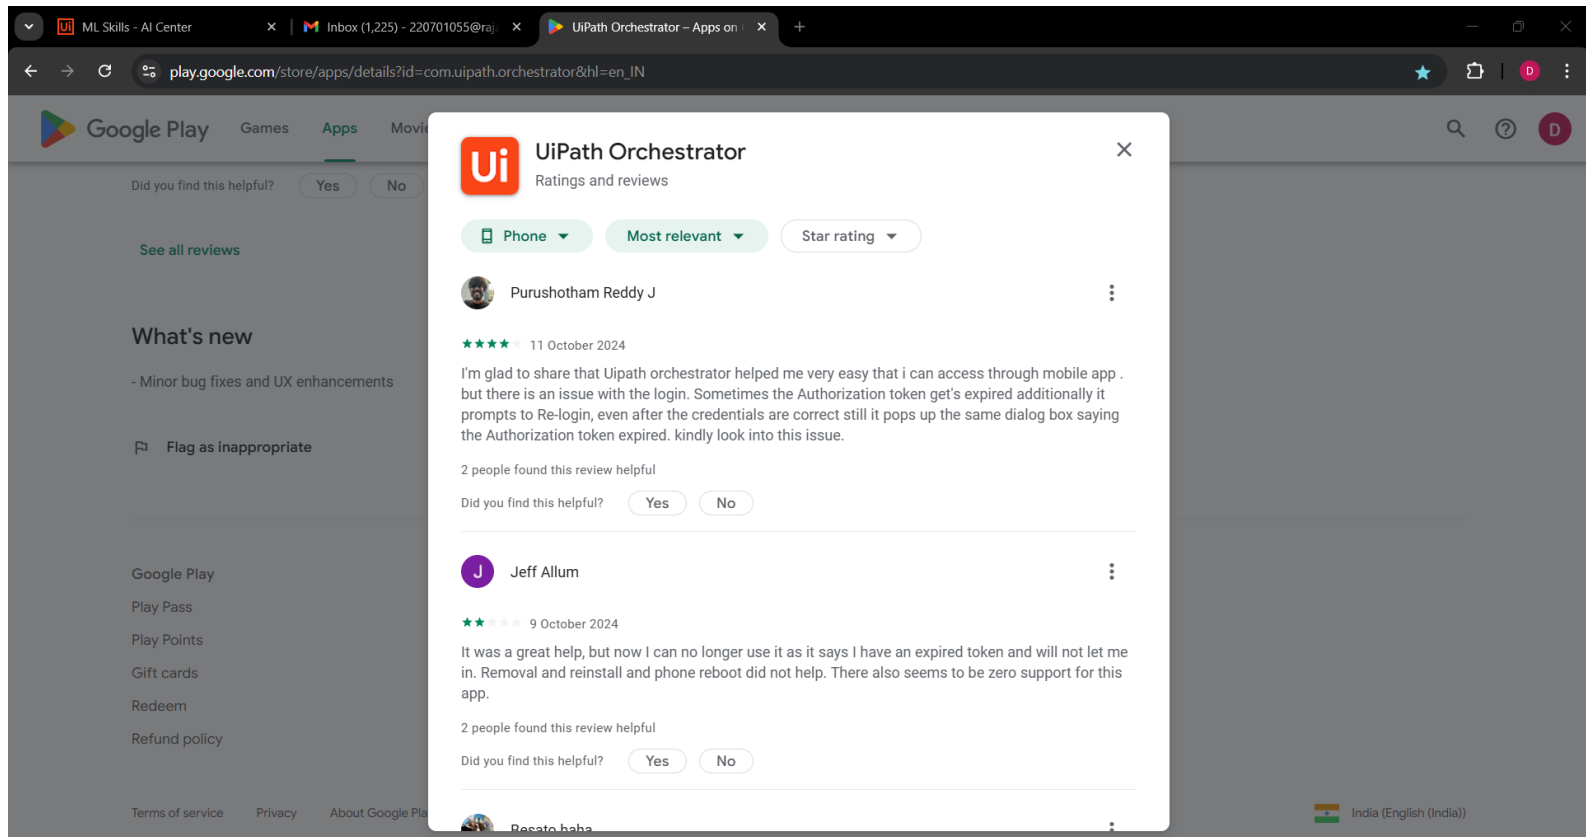 Ui ML Skills - AI Center
Inbox (1,225) - 220701055@raja
UiPath Orchestrator – Apps on
play.google.com/store/apps/details?id=com.uipath.orchestrator&hl=en_IN
D
Google Play
Games
Apps
Movie
D
Did you find this helpful?
Yes
No
See all reviews
What's new
- Minor bug fixes and UX enhancements
Flag as inappropriate
Google Play
Play Pass
Play Points
Gift cards
Redeem
Refund policy
Terms of service
Privacy
About Google Pla
India (English (India))
Ui
UiPath Orchestrator
Ratings and reviews
Phone
Most relevant
Star rating
Purushotham Reddy J
11 October 2024
I'm glad to share that Uipath orchestrator helped me very easy that i can access through mobile app .
but there is an issue with the login. Sometimes the Authorization token get's expired additionally it
prompts to Re-login, even after the credentials are correct still it pops up the same dialog box saying
the Authorization token expired. kindly look into this issue.
2 people found this review helpful
Did you find this helpful?
Yes
No
J
Jeff Allum
9 October 2024
It was a great help, but now I can no longer use it as it says I have an expired token and will not let me
in. Removal and reinstall and phone reboot did not help. There also seems to be zero support for this
app.
2 people found this review helpful
Did you find this helpful?
Yes
No
Besato haha